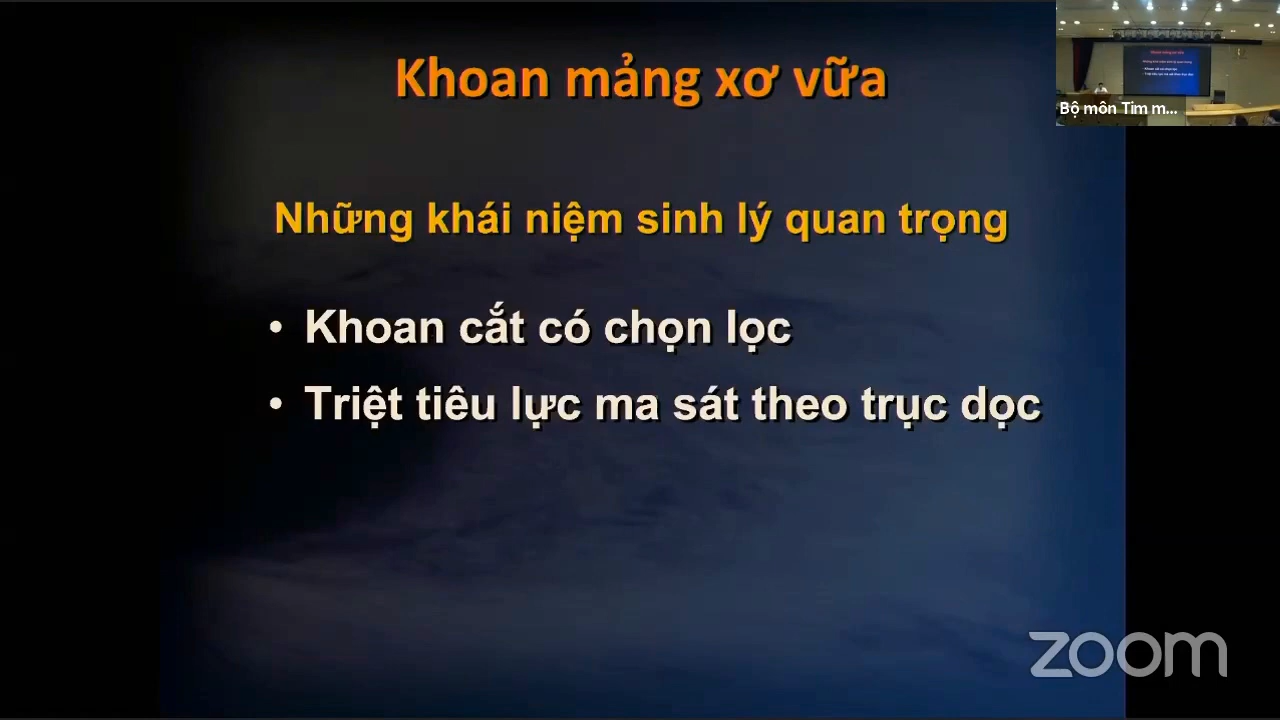 Khoan mảng xơ vữa
Những khái niệm sinh lý quan trọng
• Khoan cắt có chọn lọc
• Triệt tiêu lực ma sát theo trục dọc
Bộ môn Tim m...
zoom